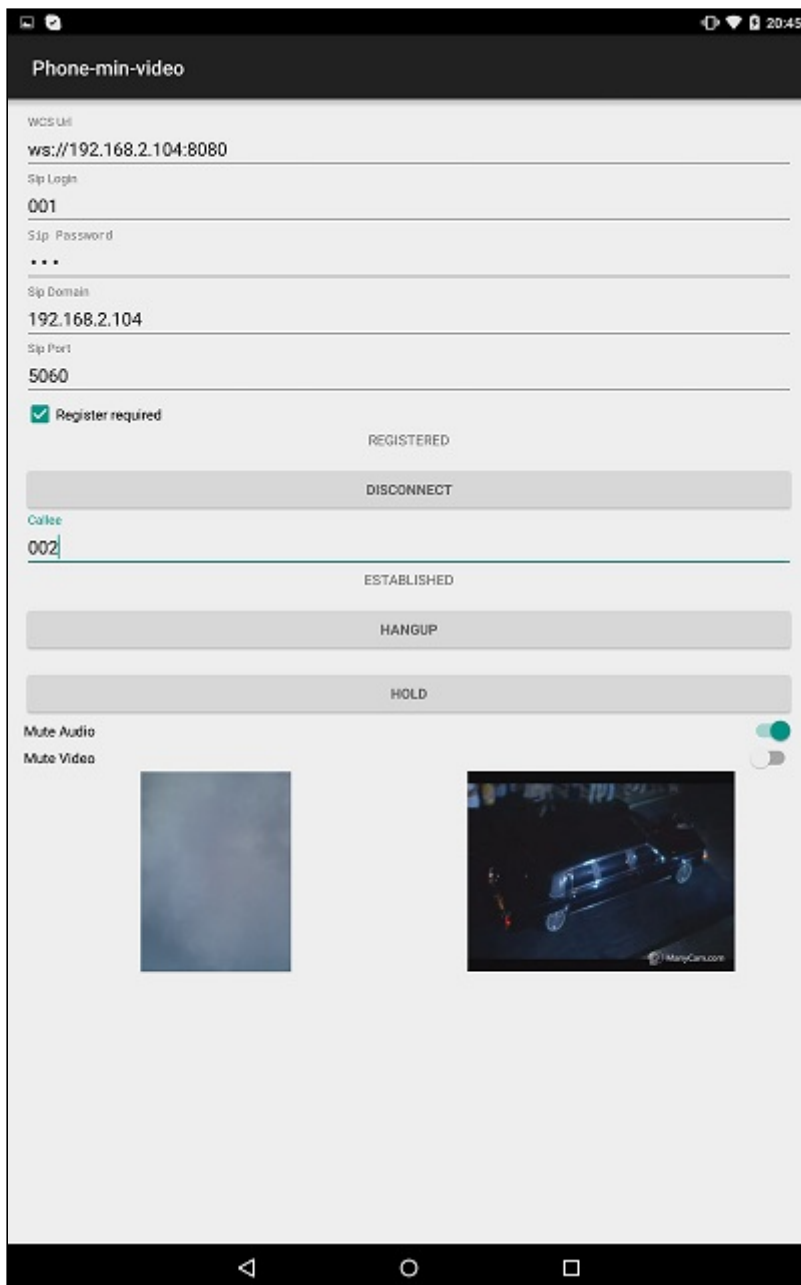 20:45
Phone-min-video
WCS Url
ws://192.168.2.104:8080
Sip Login
001
Sip Password
•••
Sip Domain
192.168.2.104
Sip Port
5060
Register required
REGISTERED
DISCONNECT
Callee
002
ESTABLISHED
HANGUP
HOLD
Mute Audio
Mute Video
ManyCam.com